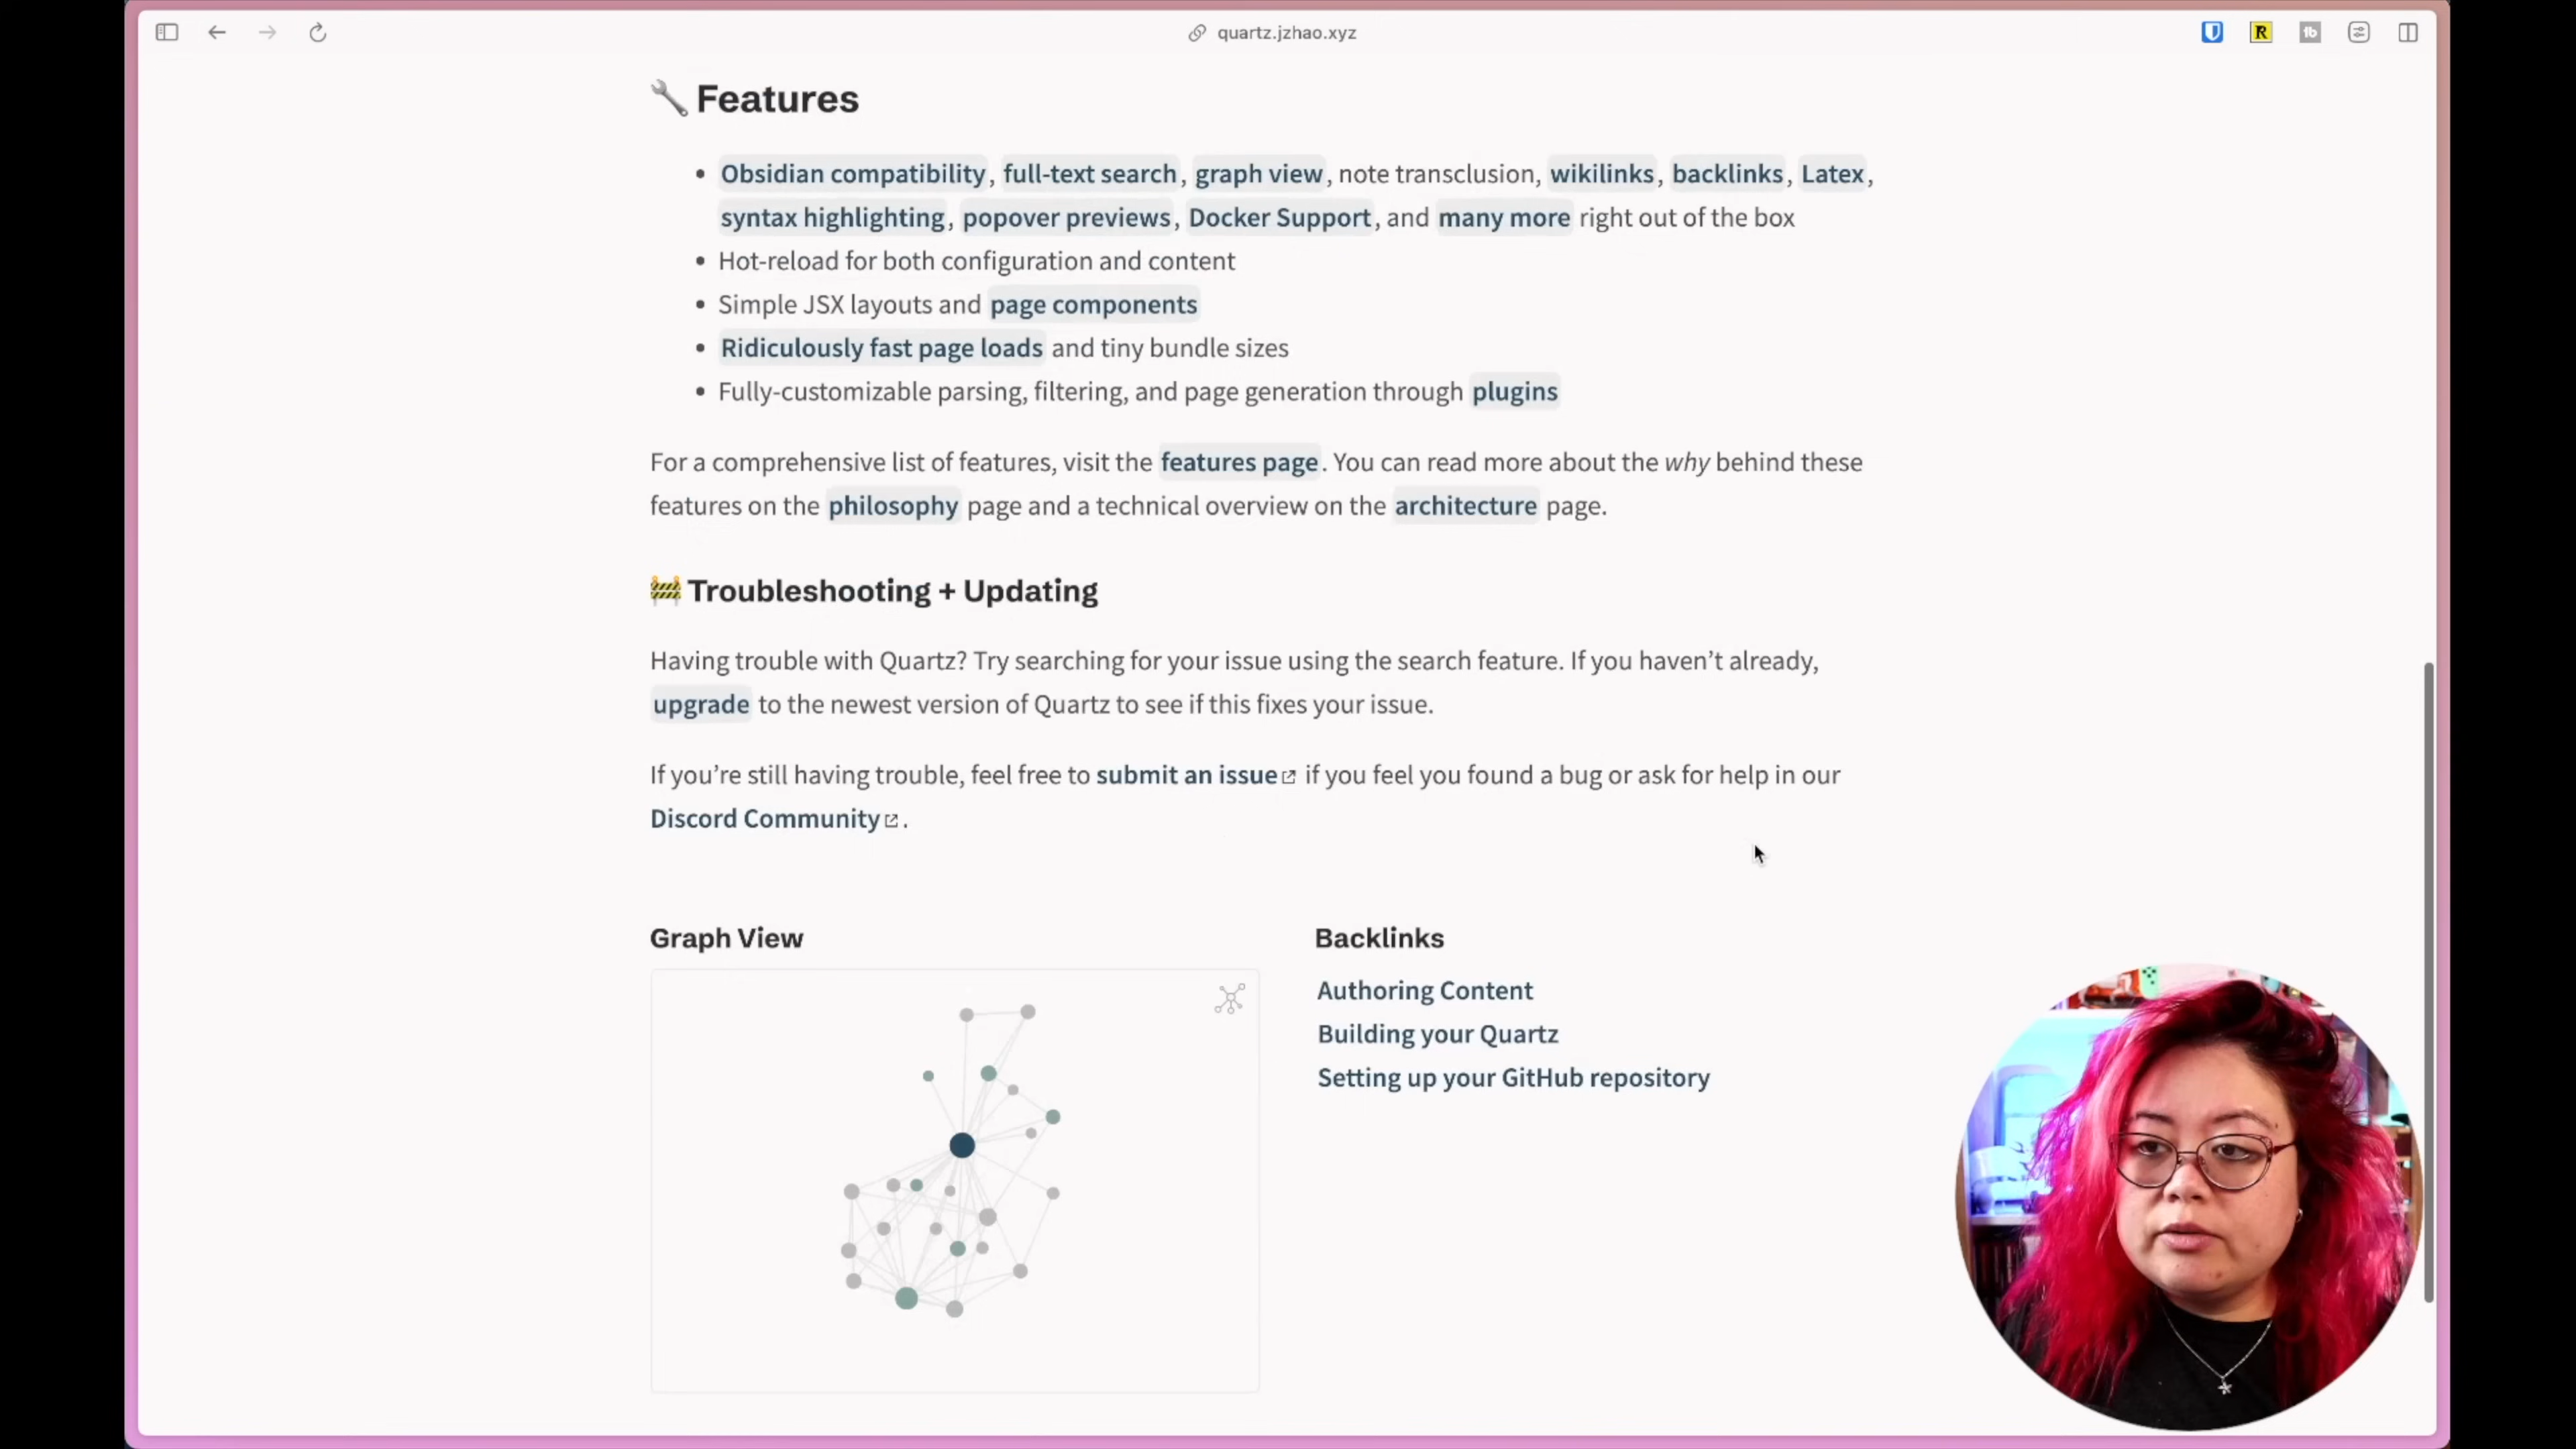 quartz.jzhao.xyz
R
tb
🔧 Features
• Obsidian compatibility, full-text search, graph view, note transclusion, wikilinks, backlinks, Latex,
syntax highlighting, popover previews, Docker Support, and many more right out of the box
• Hot-reload for both configuration and content
• Simple JSX layouts and page components
• Ridiculously fast page loads and tiny bundle sizes
• Fully-customizable parsing, filtering, and page generation through plugins
For a comprehensive list of features, visit the features page. You can read more about the why behind these
features on the philosophy page and a technical overview on the architecture page.
🚧 Troubleshooting + Updating
Having trouble with Quartz? Try searching for your issue using the search feature. If you haven’t already,
upgrade to the newest version of Quartz to see if this fixes your issue.
If you’re still having trouble, feel free to submit an issue if you feel you found a bug or ask for help in our
Discord Community.
Graph View
Backlinks
Authoring Content
Building your Quartz
Setting up your GitHub repository